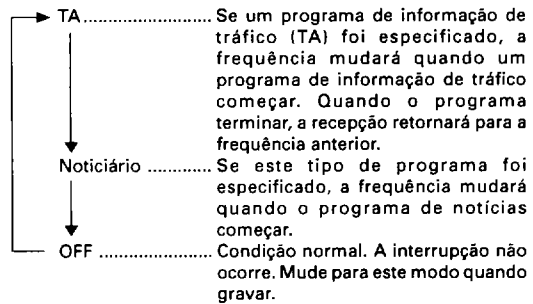 TA........................ Se um programa de informação de
tráfico (TA) foi especificado, a
frequência mudará quando um
programa de informação de tráfico
começar. Quando o programa
terminar, a recepção retornará para a
frequência anterior.
Noticiário ............ Se este tipo de programa foi
especificado, a frequência mudará
quando o programa de notícias
começar.
OFF ..................... Condição normal. A interrupção não
ocorre. Mude para este modo quando
gravar.